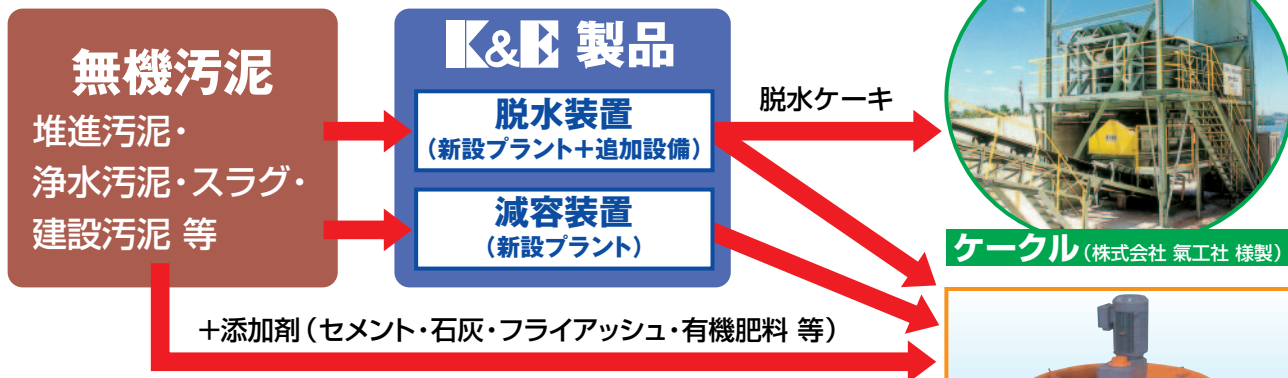 無機汚泥
堆進汚泥・
浄水汚泥・スラグ・
建設汚泥 等
K&E 製品
脱水装置
(新設プラント+追加設備)
減容装置
(新設プラント)
脱水ケーキ
ケークル(株式会社 氣工社 様製)
+添加剤(セメント・石灰・フライアッシュ・有機肥料 等)